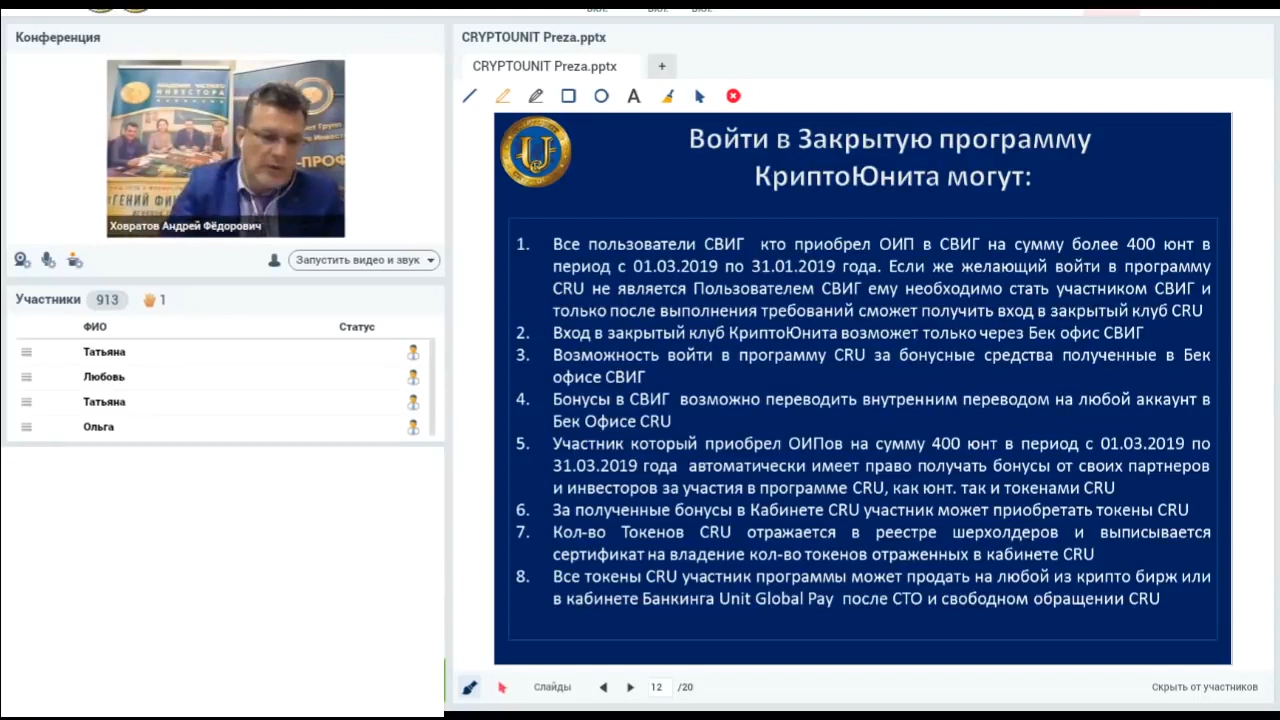 Конференция
АКАДЕМИЯ ЧАСТНОГО
ИНВЕСТОРА
Ховратов Андрей Фёдорович
Запустить видео и звук
Участники 913 1
ФИО Статус
Татьяна
Любовь
Татьяна
Ольга
CRYPTOUNIT Preza.pptx
CRYPTOUNIT Preza.pptx +
A
Войти в Закрытую программу
КриптоЮнита могут:
1. Все пользователи СВИГ кто приобрел ОИП в СВИГ на сумму более 400 юнт в
период с 01.03.2019 по 31.01.2019 года. Если же желающий войти в программу
CRU не является Пользователем СВИГ ему необходимо стать участником СВИГ и
только после выполнения требований сможет получить вход в закрытый клуб CRU
2. Вход в закрытый клуб КриптоЮнита возможет только через Бек офис СВИГ
3. Возможность войти в программу CRU за бонусные средства полученные в Бек
офисе СВИГ
4. Бонусы в СВИГ возможно переводить внутренним переводом на любой аккаунт в
Бек Офисе CRU
5. Участник который приобрел ОИПов на сумму 400 юнт в период с 01.03.2019 по
31.03.2019 года автоматически имеет право получать бонусы от своих партнеров
и инвесторов за участия в программе CRU, как юнт. так и токенами CRU
6. За полученные бонусы в Кабинете CRU участник может приобретать токены CRU
7. Кол-во Токенов CRU отражается в реестре шерхолдеров и выписывается
сертификат на владение кол-во токенов отраженных в кабинете CRU
8. Все токены CRU участник программы может продать на любой из крипто бирж или
в кабинете Банкинга Unit Global Pay после СТО и свободном обращении CRU
Слайды 12 /20
Скрыть от участников